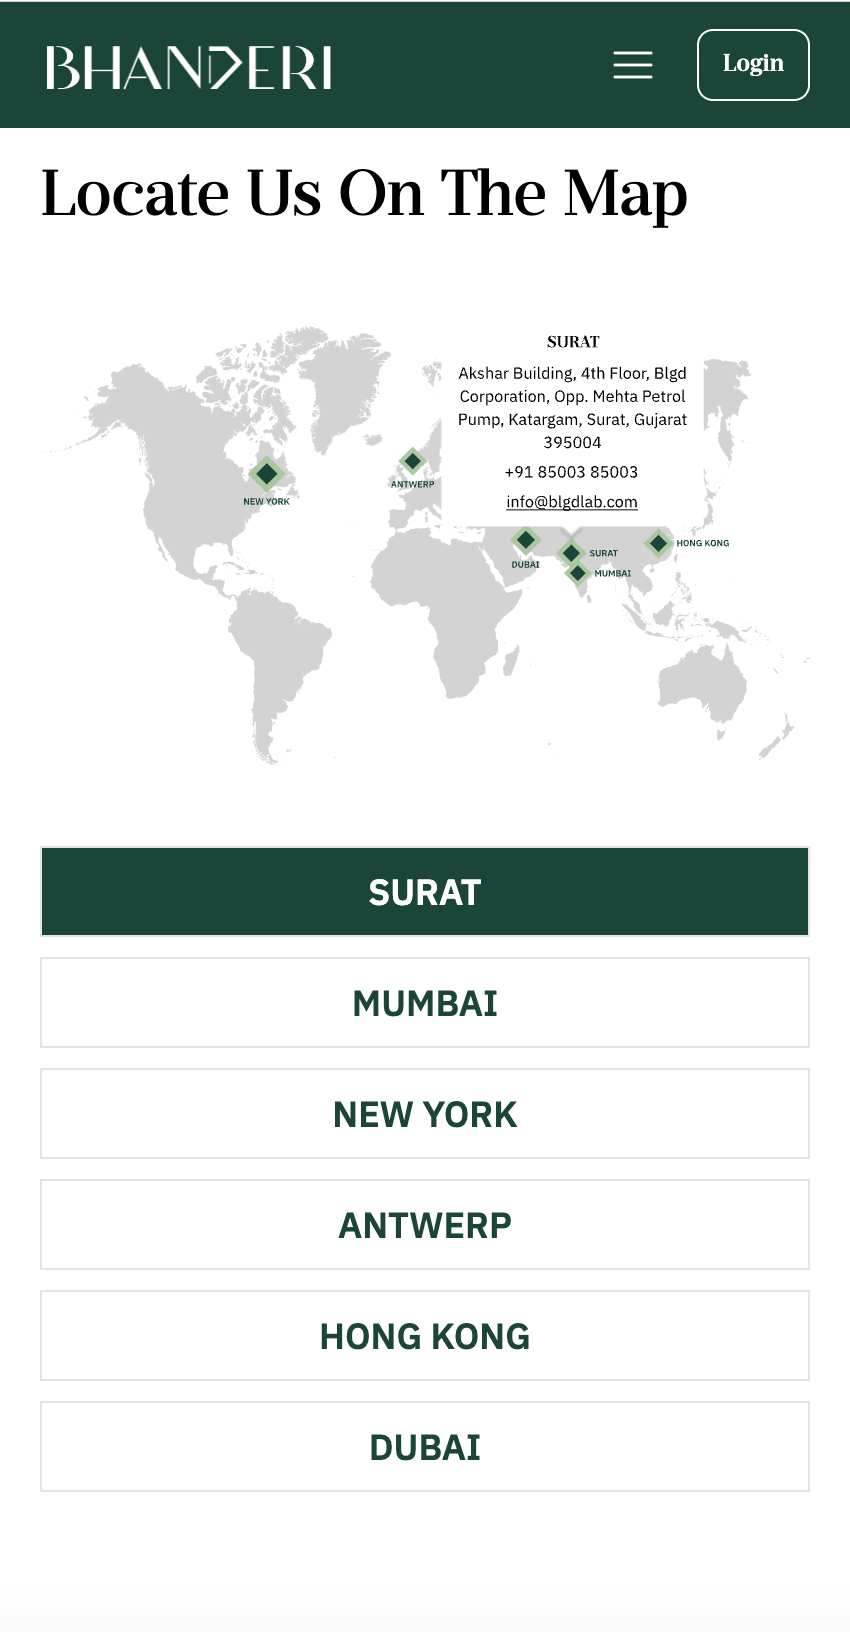 BHANDERI
Login
Locate Us On The Map
SURAT
Akshar Building, 4th Floor, Blgd
Corporation, Opp. Mehta Petrol
Pump, Katargam, Surat, Gujarat
395004
+91 85003 85003
info@blgdlab.com
NEW YORK
ANTWERP
DUBAI
SURAT
MUMBAI
HONG KONG
SURAT
MUMBAI
NEW YORK
ANTWERP
HONG KONG
DUBAI